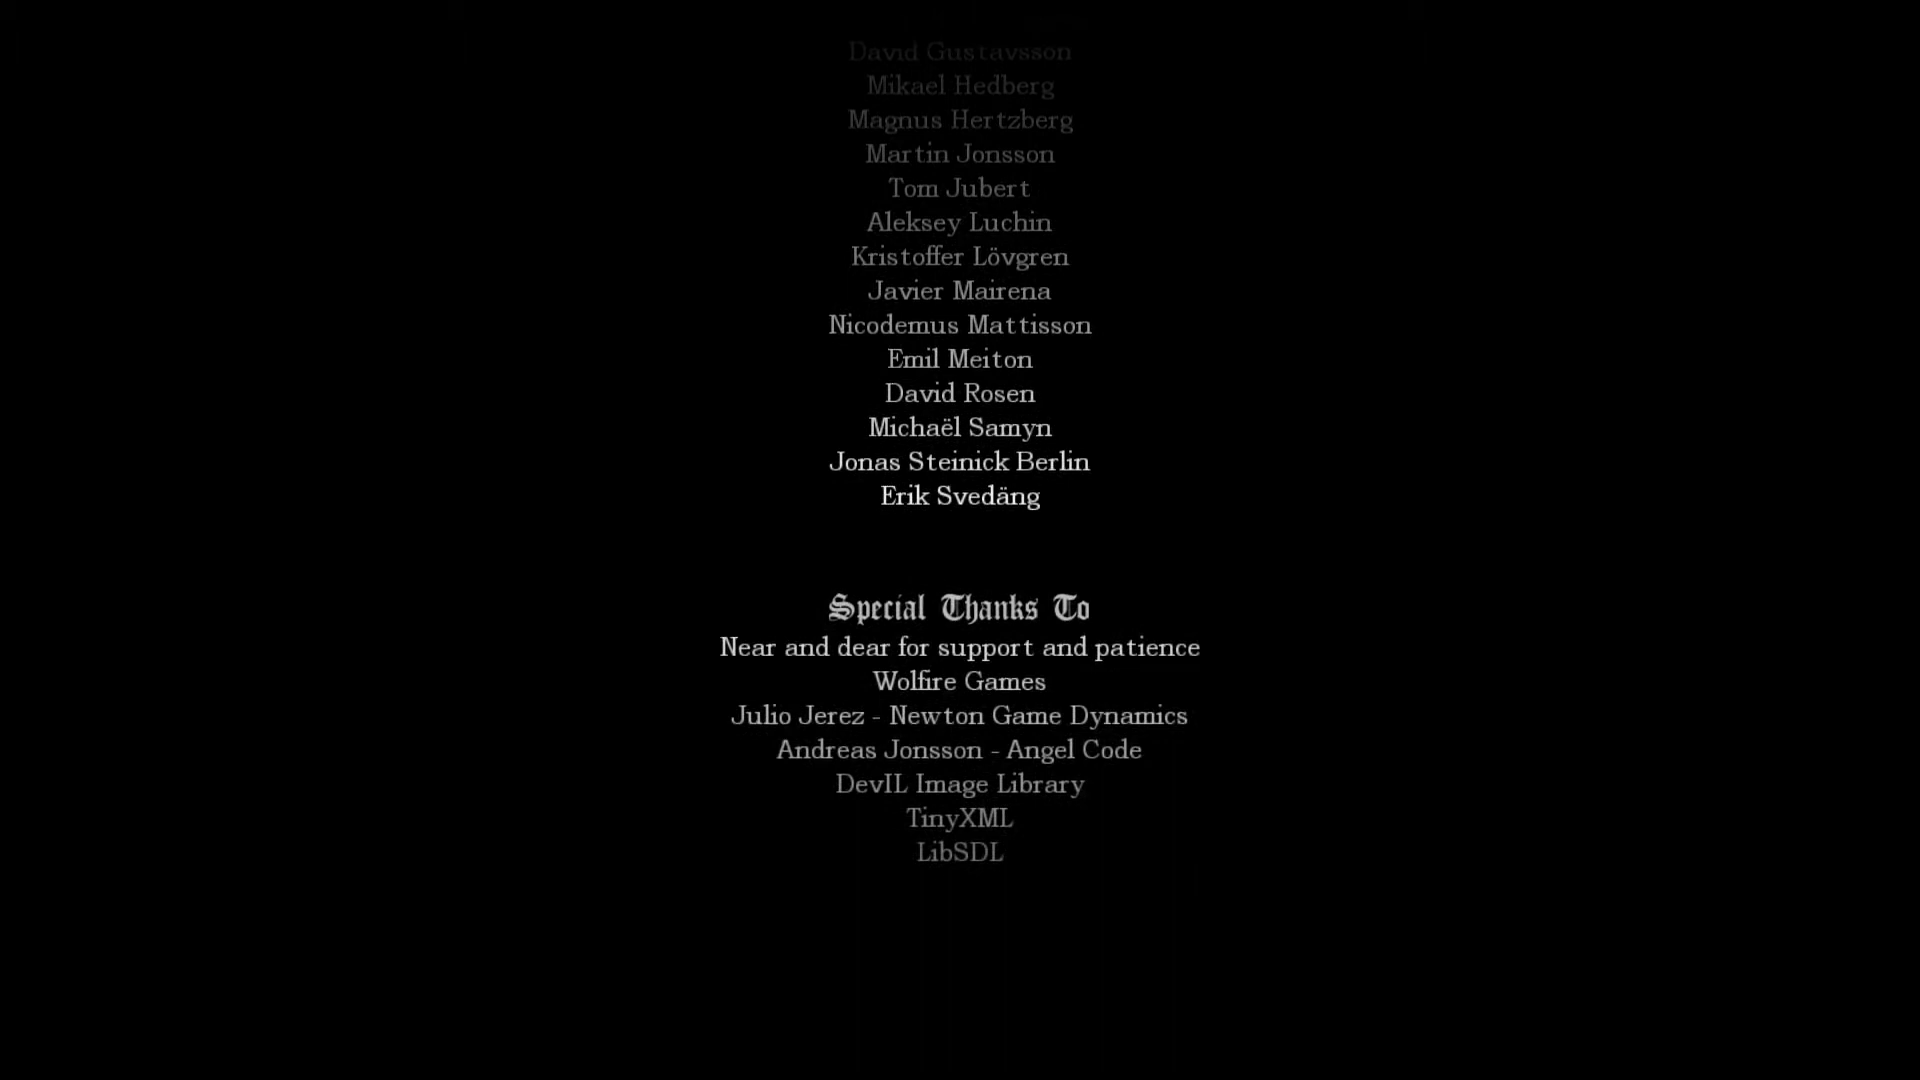 David Gustavsson
Mikael Hedberg
Magnus Hertzberg
Martin Jonsson
Tom Jubert
Aleksey Luchin
Kristoffer Lövgren
Javier Mairena
Nicodemus Mattisson
Emil Meiton
David Rosen
Michaël Samyn
Jonas Steinick Berlin
Erik Svedäng
Special Thanks To
Near and dear for support and patience
Wolfire Games
Julio Jerez - Newton Game Dynamics
Andreas Jonsson - Angel Code
DevIL Image Library
TinyXML
LibSDL